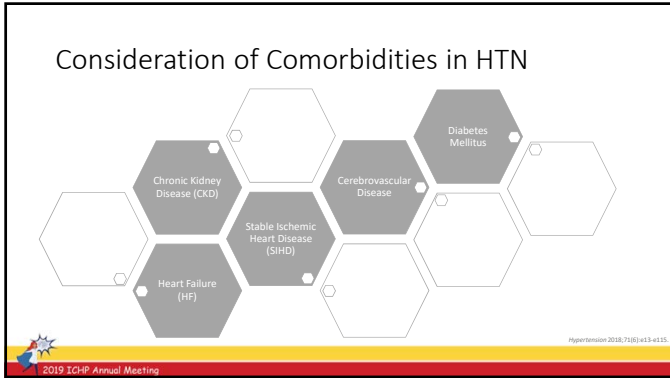 Consideration of Comorbidities in HTN
Diabetes
Mellitus
Chronic Kidney
Disease (CKD)
Cerebrovascular
Disease
Stable Ischemic
Heart Disease
(SIHD)
Heart Failure
(HF)
Hypertension 2018;71(6):e13-e115.
2019 ICHP Annual Meeting